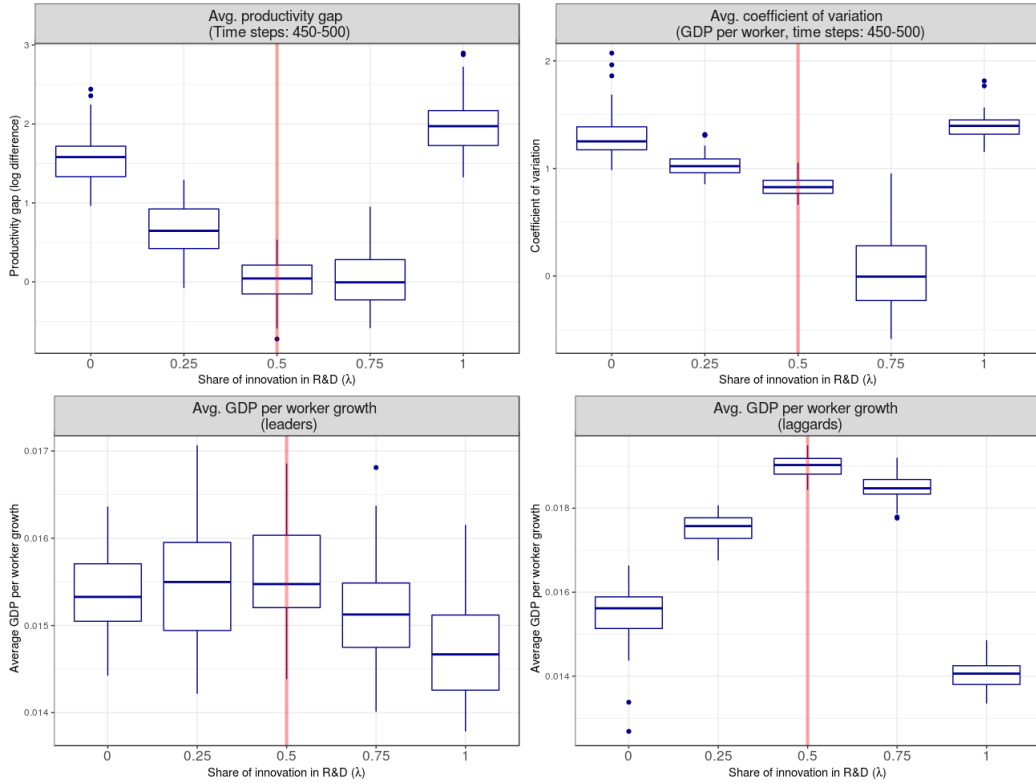 Avg. productivity gap
(Time steps: 450-500)
Productivity gap (log difference)
3
2
1
0
0
0.25
0.5
0.75
1
Share of innovation in R&D (λ)
Avg. coefficient of variation
(GDP per worker, time steps: 450-500)
Coefficient of variation
2
1
0
0
0.25
0.5
0.75
1
Share of innovation in R&D (λ)
Avg. GDP per worker growth
(leaders)
Average GDP per worker growth
0.017
0.016
0.015
0.014
0
0.25
0.5
0.75
1
Share of innovation in R&D (λ)
Avg. GDP per worker growth
(laggards)
Average GDP per worker growth
0.018
0.016
0.014
0
0.25
0.5
0.75
1
Share of innovation in R&D (λ)